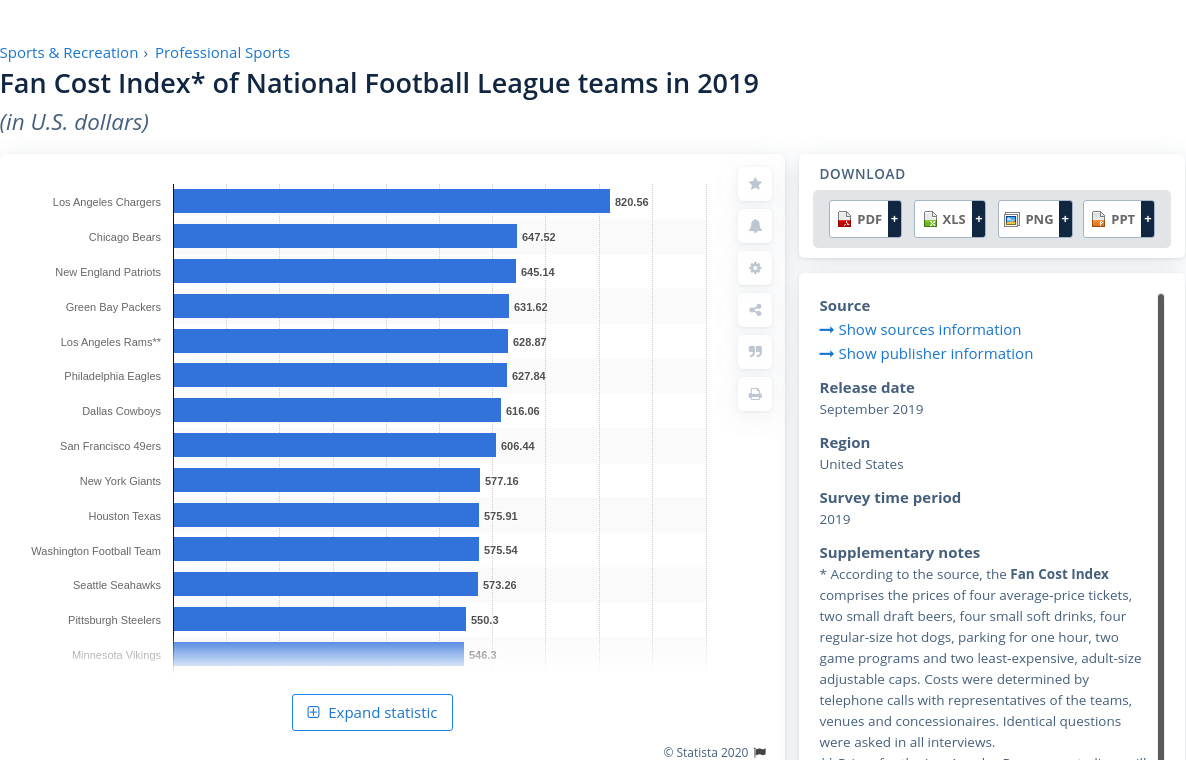 Sports & Recreation › Professional Sports
Fan Cost Index* of National Football League teams in 2019
(in U.S. dollars)
Los Angeles Chargers 820.56
Chicago Bears 647.52
New England Patriots 645.14
Green Bay Packers 631.62
Los Angeles Rams** 628.87
Philadelphia Eagles 627.84
Dallas Cowboys 616.06
San Francisco 49ers 606.44
New York Giants 577.16
Houston Texas 575.91
Washington Football Team 575.54
Seattle Seahawks 573.26
Pittsburgh Steelers 550.3
Minnesota Vikings 546.3
Expand statistic
© Statista 2020
DOWNLOAD
PDF + XLS + PNG + PPT +
Source
Show sources information
Show publisher information
Release date
September 2019
Region
United States
Survey time period
2019
Supplementary notes
* According to the source, the Fan Cost Index
comprises the prices of four average-price tickets,
two small draft beers, four small soft drinks, four
regular-size hot dogs, parking for one hour, two
game programs and two least-expensive, adult-size
adjustable caps. Costs were determined by
telephone calls with representatives of the teams,
venues and concessionaires. Identical questions
were asked in all interviews.